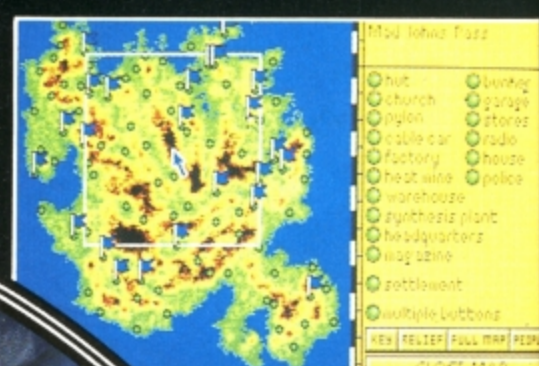 Mad Johns Pass
hut
church
pylon
cable car
factory
heat mine
warehouse
synthesis plant
headquarters
magazine
settlement
multiple buttons
bunting
garage
stores
radio
house
police
KEY RELIEF FULL MAP